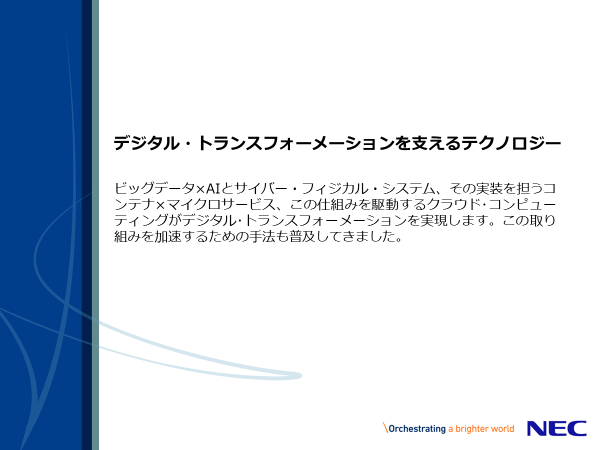 デジタル・トランスフォーメーションを支えるテクノロジー
ビッグデータ×AIとサイバー・フィジカル・システム、その実装を担うコ
ンテナ×マイクロサービス、この仕組みを駆動するクラウド･コンピュー
ティングがデジタル･トランスフォーメーションを実現します。この取り
組みを加速するための手法も普及してきました。
\Orchestrating a brighter world NEC